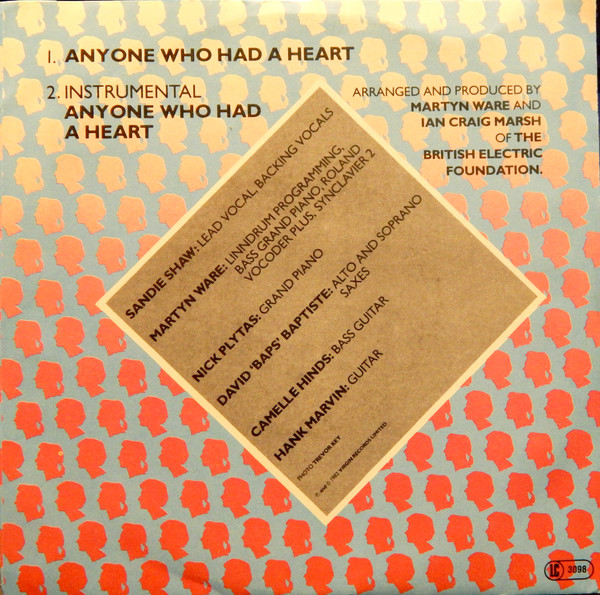 1. ANYONE WHO HAD A HEART
2. INSTRUMENTAL
ANYONE WHO HAD
A HEART
ARRANGED AND PRODUCED BY
MARTYN WARE AND
IAN CRAIG MARSH
OF THE
BRITISH ELECTRIC
FOUNDATION.
SANDIE SHAW: LEAD VOCAL, BACKING VOCALS
MARTYN WARE: LINNDRUM PROGRAMMING,
BASS GRAND PIANO, ROLAND
VOCODER PLUS, SYNCLAVIER 2
NICK PLYTAS: GRAND PIANO
DAVID 'BAPS' BAPTISTE: ALTO AND SOPRANO
SAXES
CAMELLE HINDS: BASS GUITAR
HANK MARVIN: GUITAR
PHOTO TREVOR KEY
℗ and © 1982 VIRGIN RECORDS LIMITED
LC 3098